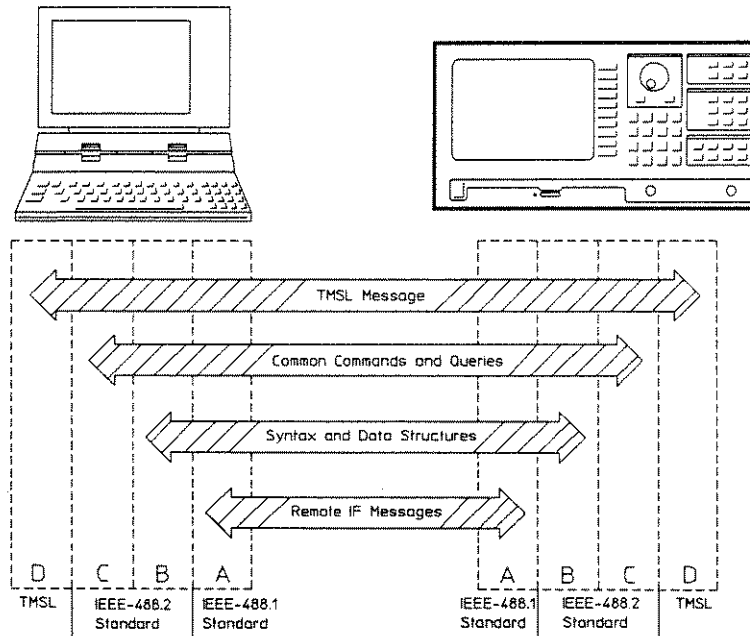 TMSL Message
Common Commands and Queries
Syntax and Data Structures
Remote IF Messages
D C B A A B C D
TMSL IEEE-488.2 IEEE-488.1 IEEE-488.1 IEEE-488.2 TMSL
Standard Standard Standard Standard